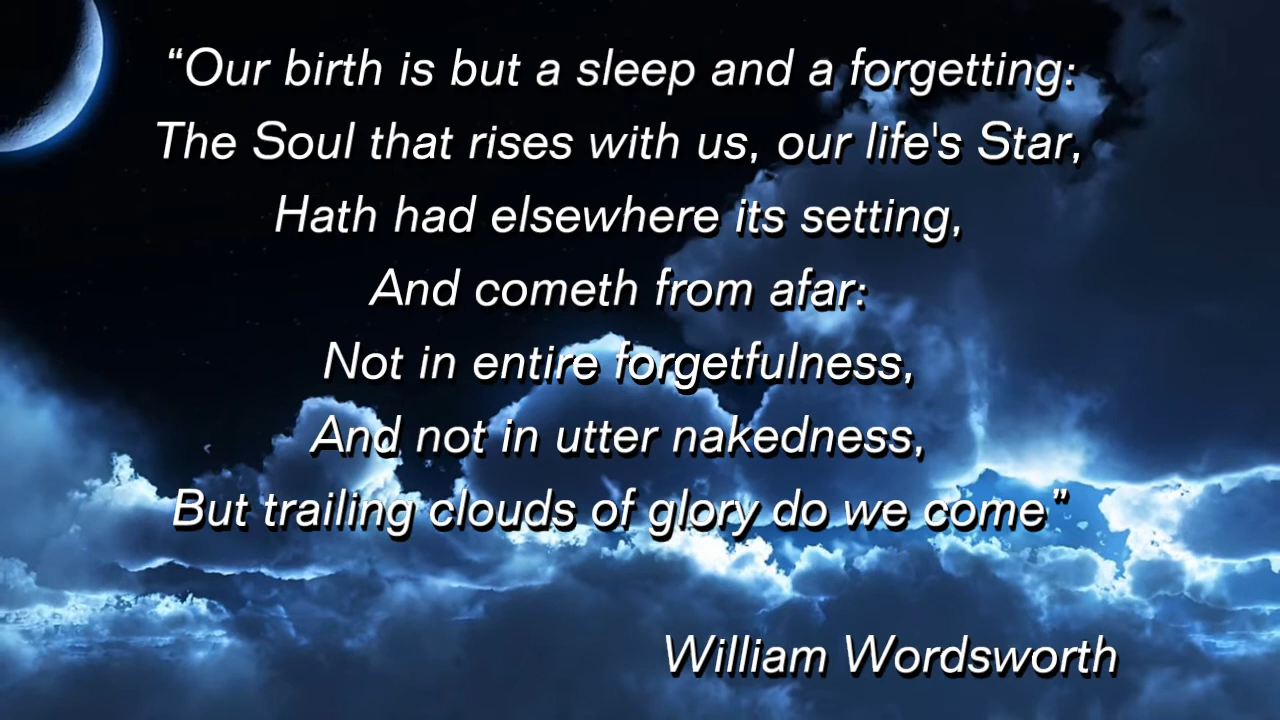 “Our birth is but a sleep and a forgetting:
The Soul that rises with us, our life's Star,
Hath had elsewhere its setting,
And cometh from afar:
Not in entire forgetfulness,
And not in utter nakedness,
But trailing clouds of glory do we come”
William Wordsworth